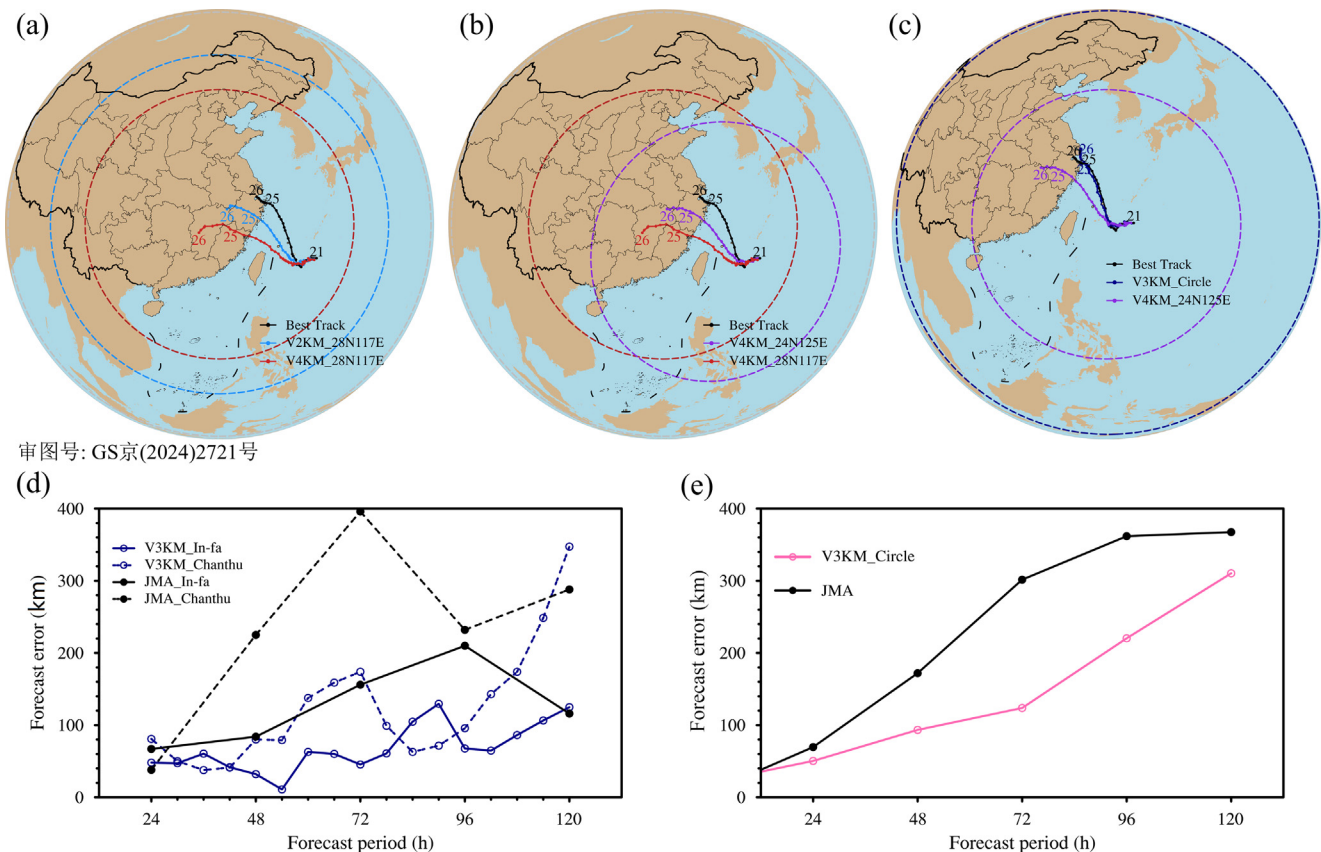 (a)
26
25
26
25
26
25
21
Best Track
V2KM_28N117E
V4KM_28N117E
(b)
26
25
26
25
26
25
21
Best Track
V4KM_24N125E
V4KM_28N117E
(c)
26
26
25
25
26
25
21
Best Track
V3KM_Circle
V4KM_24N125E
审图号: GS京(2024)2721号
(d)
400
300
200
100
0
Forecast error (km)
V3KM_In-fa
V3KM_Chanthu
JMA_In-fa
JMA_Chanthu
24 48 72 96 120
Forecast period (h)
(e)
400
300
200
100
0
Forecast error (km)
V3KM_Circle
JMA
24 48 72 96 120
Forecast period (h)